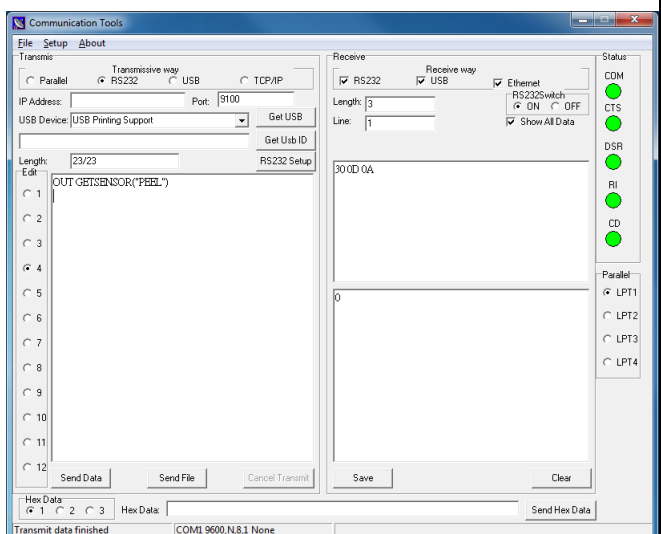 Communication Tools
File Setup About
Transmis
Transmissive way
Parallel RS232 USB TCP/IP
IP Address: Port: 9100
USB Device: USB Printing Support Get USB
Get Usb ID
Length: 23/23 RS232 Setup
Edit
OUT GETSENSOR("PEEL")
1
2
3
4
5
6
7
8
9
10
11
12
Send Data Send File Cancel Transmit
Receive
Receive way
RS232 USB Ethernet
Length: 3
RS232Switch
ON OFF
Line: 1 Show All Data
30 0D 0A
0
Save Clear
Status
COM
CTS
DSR
RI
CD
Parallel
LPT1
LPT2
LPT3
LPT4
Hex Data
1 2 3 Hex Data: Send Hex Data
Transmit data finished COM1 9600,N,8,1 None